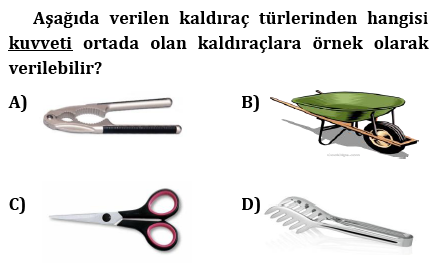 Aşağıda verilen kaldıraç türlerinden hangisi
kuvveti ortada olan kaldıraçlara örnek olarak
verilebilir?
A)
B)
C)
D)